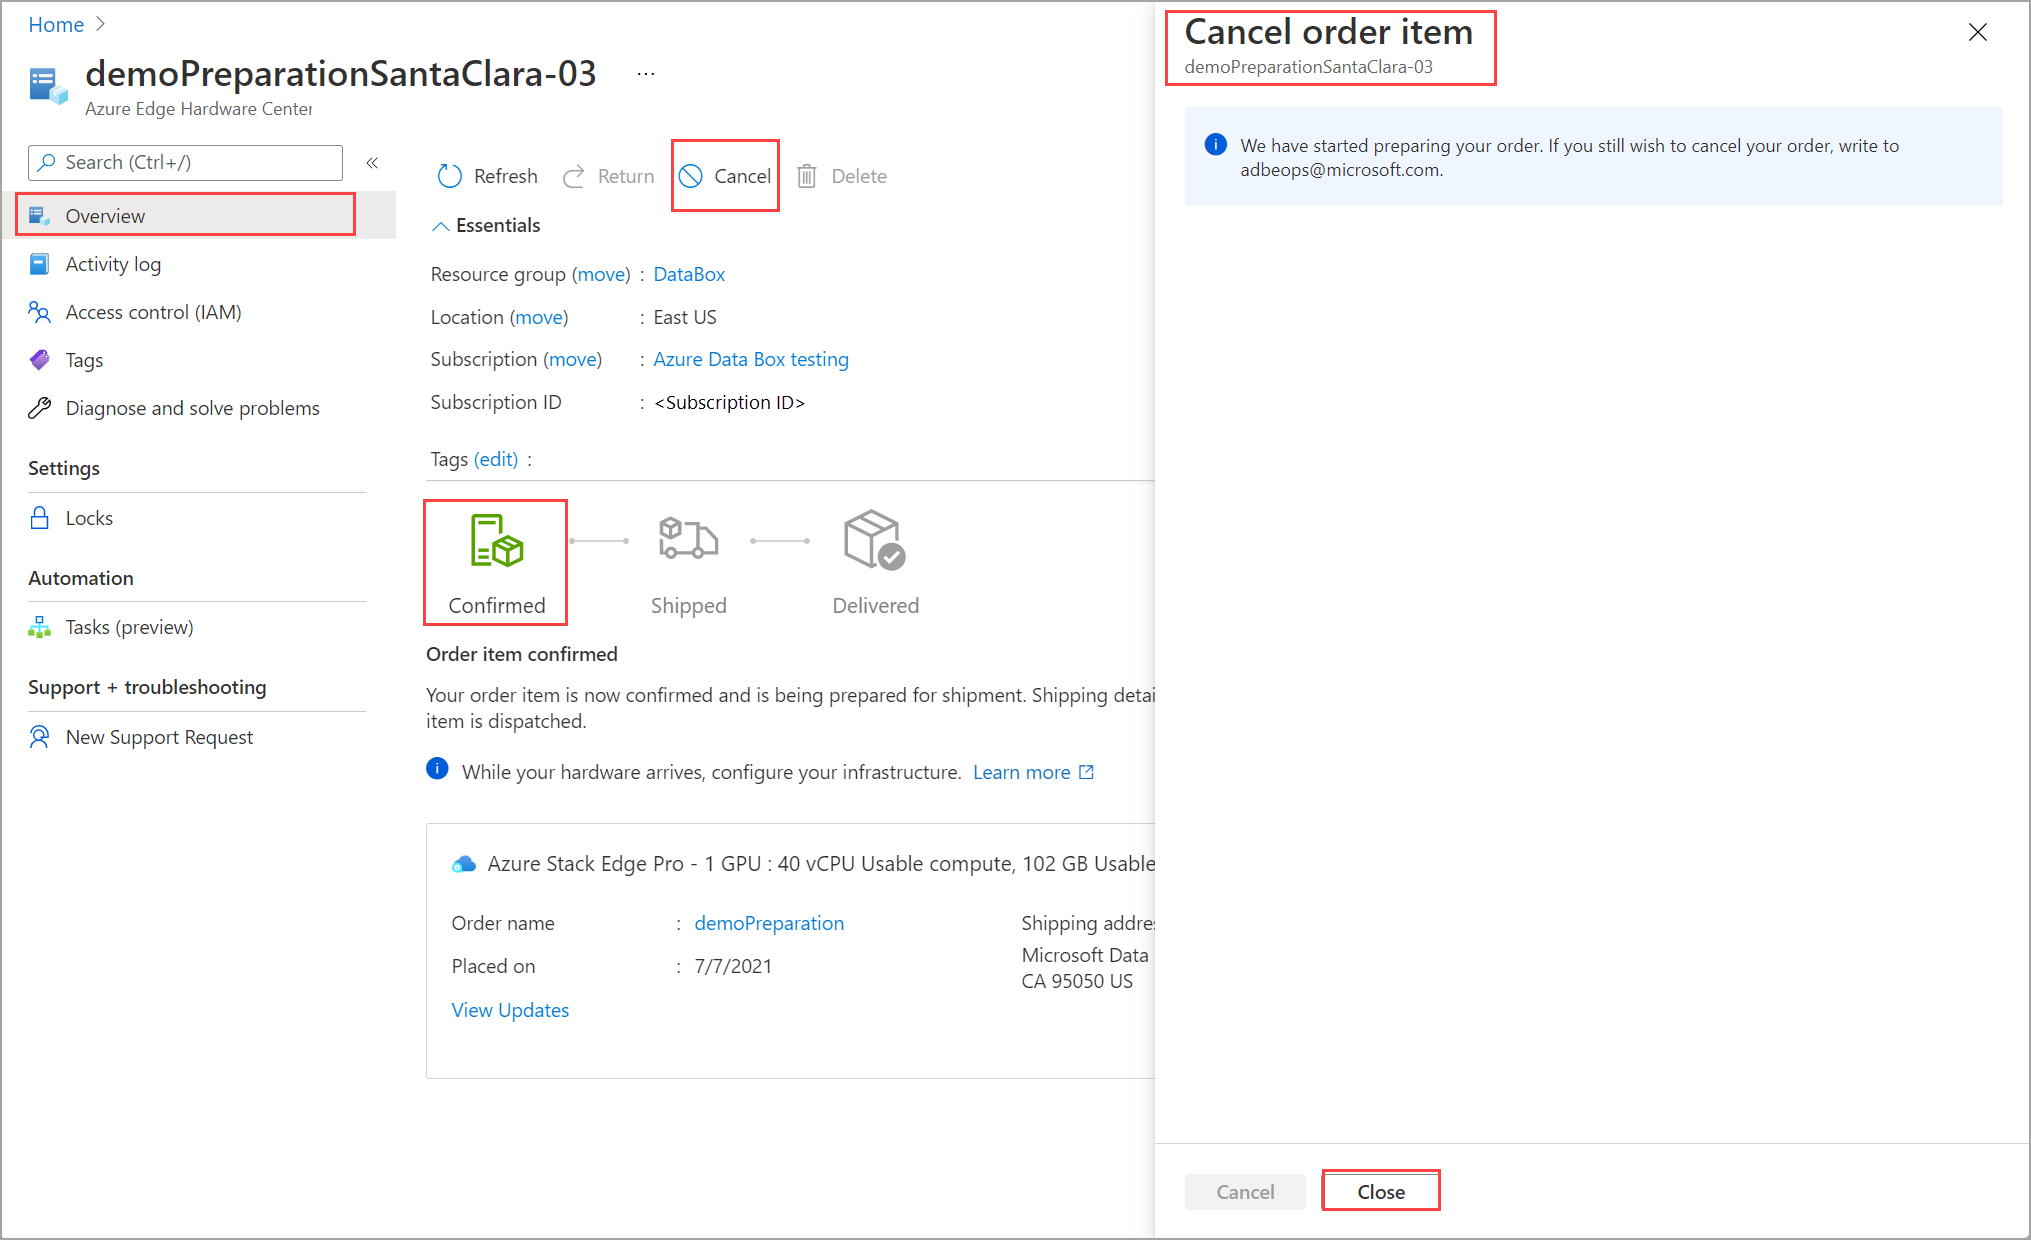 Home
demoPreparationSantaClara-03 ...
Azure Edge Hardware Center
Search (Ctrl+/)
Overview
Activity log
Access control (IAM)
Tags
Diagnose and solve problems
Settings
Locks
Automation
Tasks (preview)
Support + troubleshooting
New Support Request
Refresh Return Cancel Delete
Essentials
Resource group (move) : DataBox
Location (move) : East US
Subscription (move) : Azure Data Box testing
Subscription ID : <Subscription ID>
Tags (edit) :
Confirmed Shipped Delivered
Order item confirmed
Your order item is now confirmed and is being prepared for shipment. Shipping detai
item is dispatched.
While your hardware arrives, configure your infrastructure. Learn more
Azure Stack Edge Pro - 1 GPU : 40 vCPU Usable compute, 102 GB Usable
Order name : demoPreparation
Placed on : 7/7/2021
View Updates
Shipping addre
Microsoft Data
CA 95050 US
Cancel order item
demoPreparationSantaClara-03
We have started preparing your order. If you still wish to cancel your order, write to
adbeops@microsoft.com.
Cancel Close